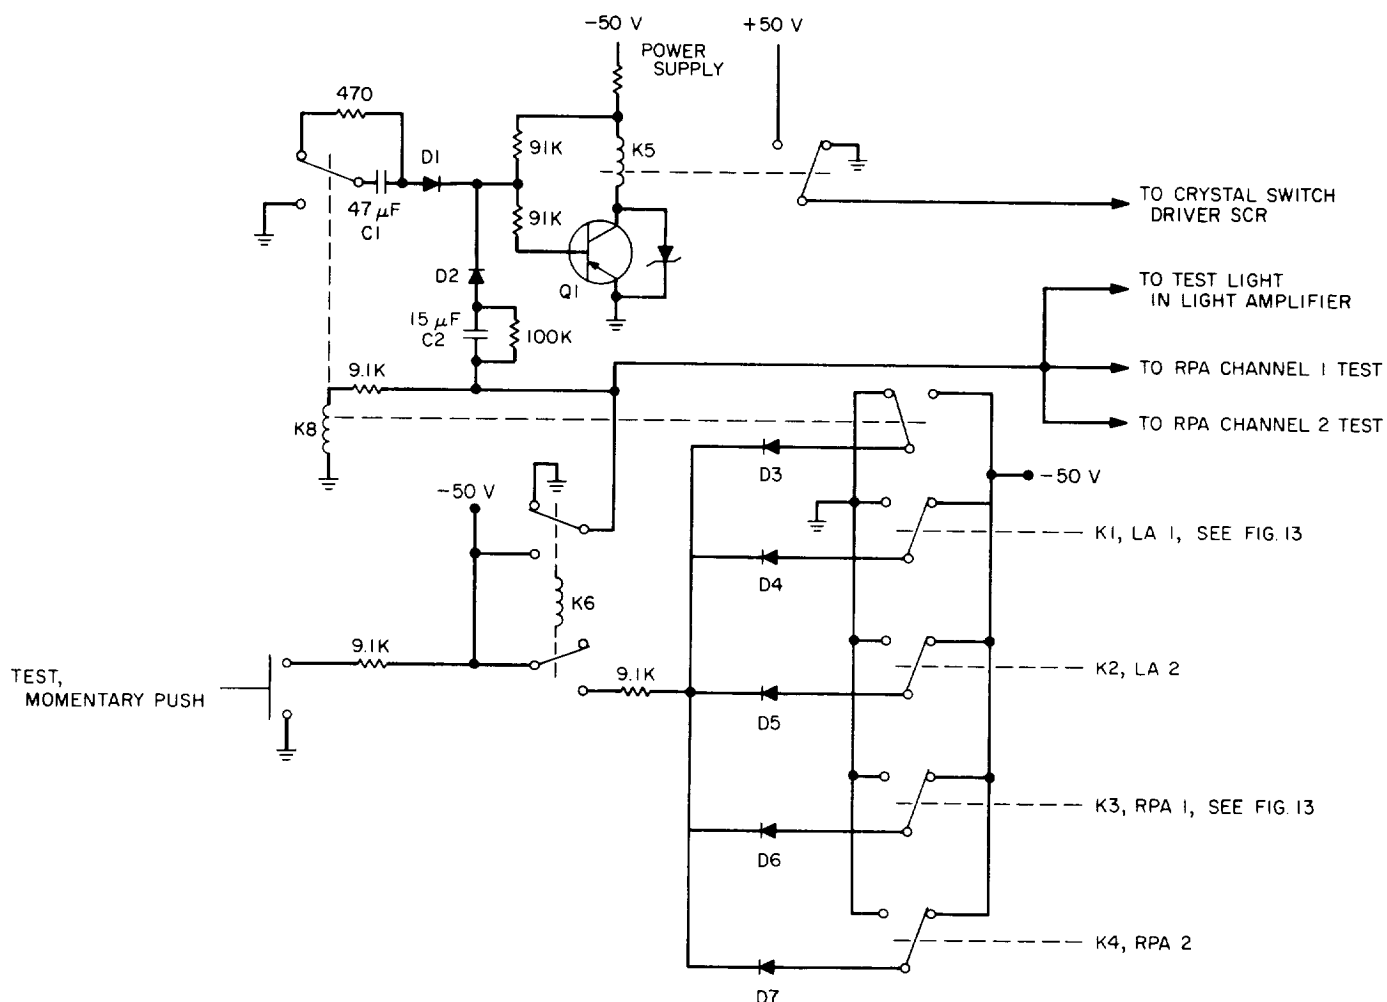 -50 V
+50 V
POWER
SUPPLY
470
D1
91K
K5
47 µF
C1
91K
TO CRYSTAL SWITCH
DRIVER SCR
D2
Q1
TO TEST LIGHT
IN LIGHT AMPLIFIER
15 µF
C2
100K
9.1K
TO RPA CHANNEL 1 TEST
K8
TO RPA CHANNEL 2 TEST
D3
-50 V
-50 V
K1, LA 1, SEE FIG. 13
D4
K6
9.1K
TEST,
MOMENTARY PUSH
9.1K
K2, LA 2
D5
K3, RPA 1, SEE FIG. 13
D6
K4, RPA 2
D7